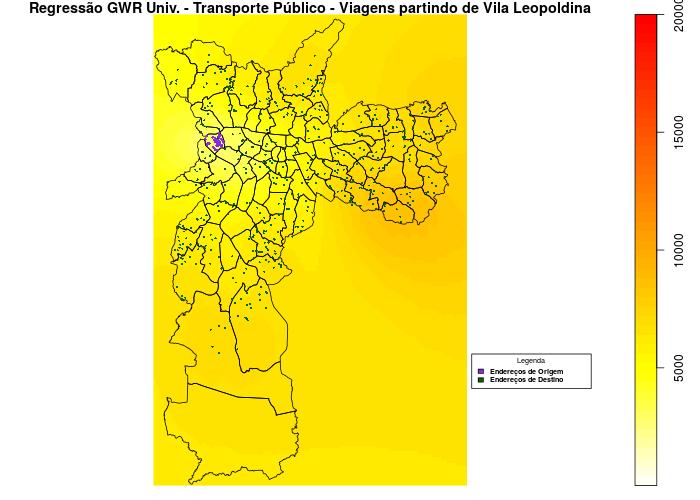 Regressão GWR Univ. - Transporte Público - Viagens partindo de Vila Leopoldina
20000
15000
10000
5000
Legenda
Endereços de Origem
Endereços de Destino